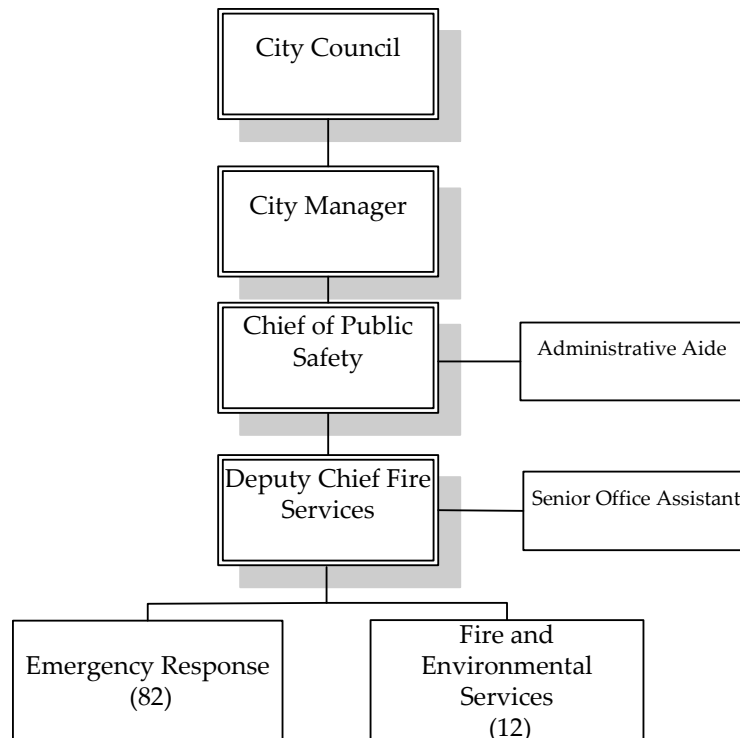 City Council
City Manager
Chief of Public
Safety
Administrative Aide
Deputy Chief Fire
Services
Senior Office Assistant
Emergency Response
(82)
Fire and
Environmental
Services
(12)